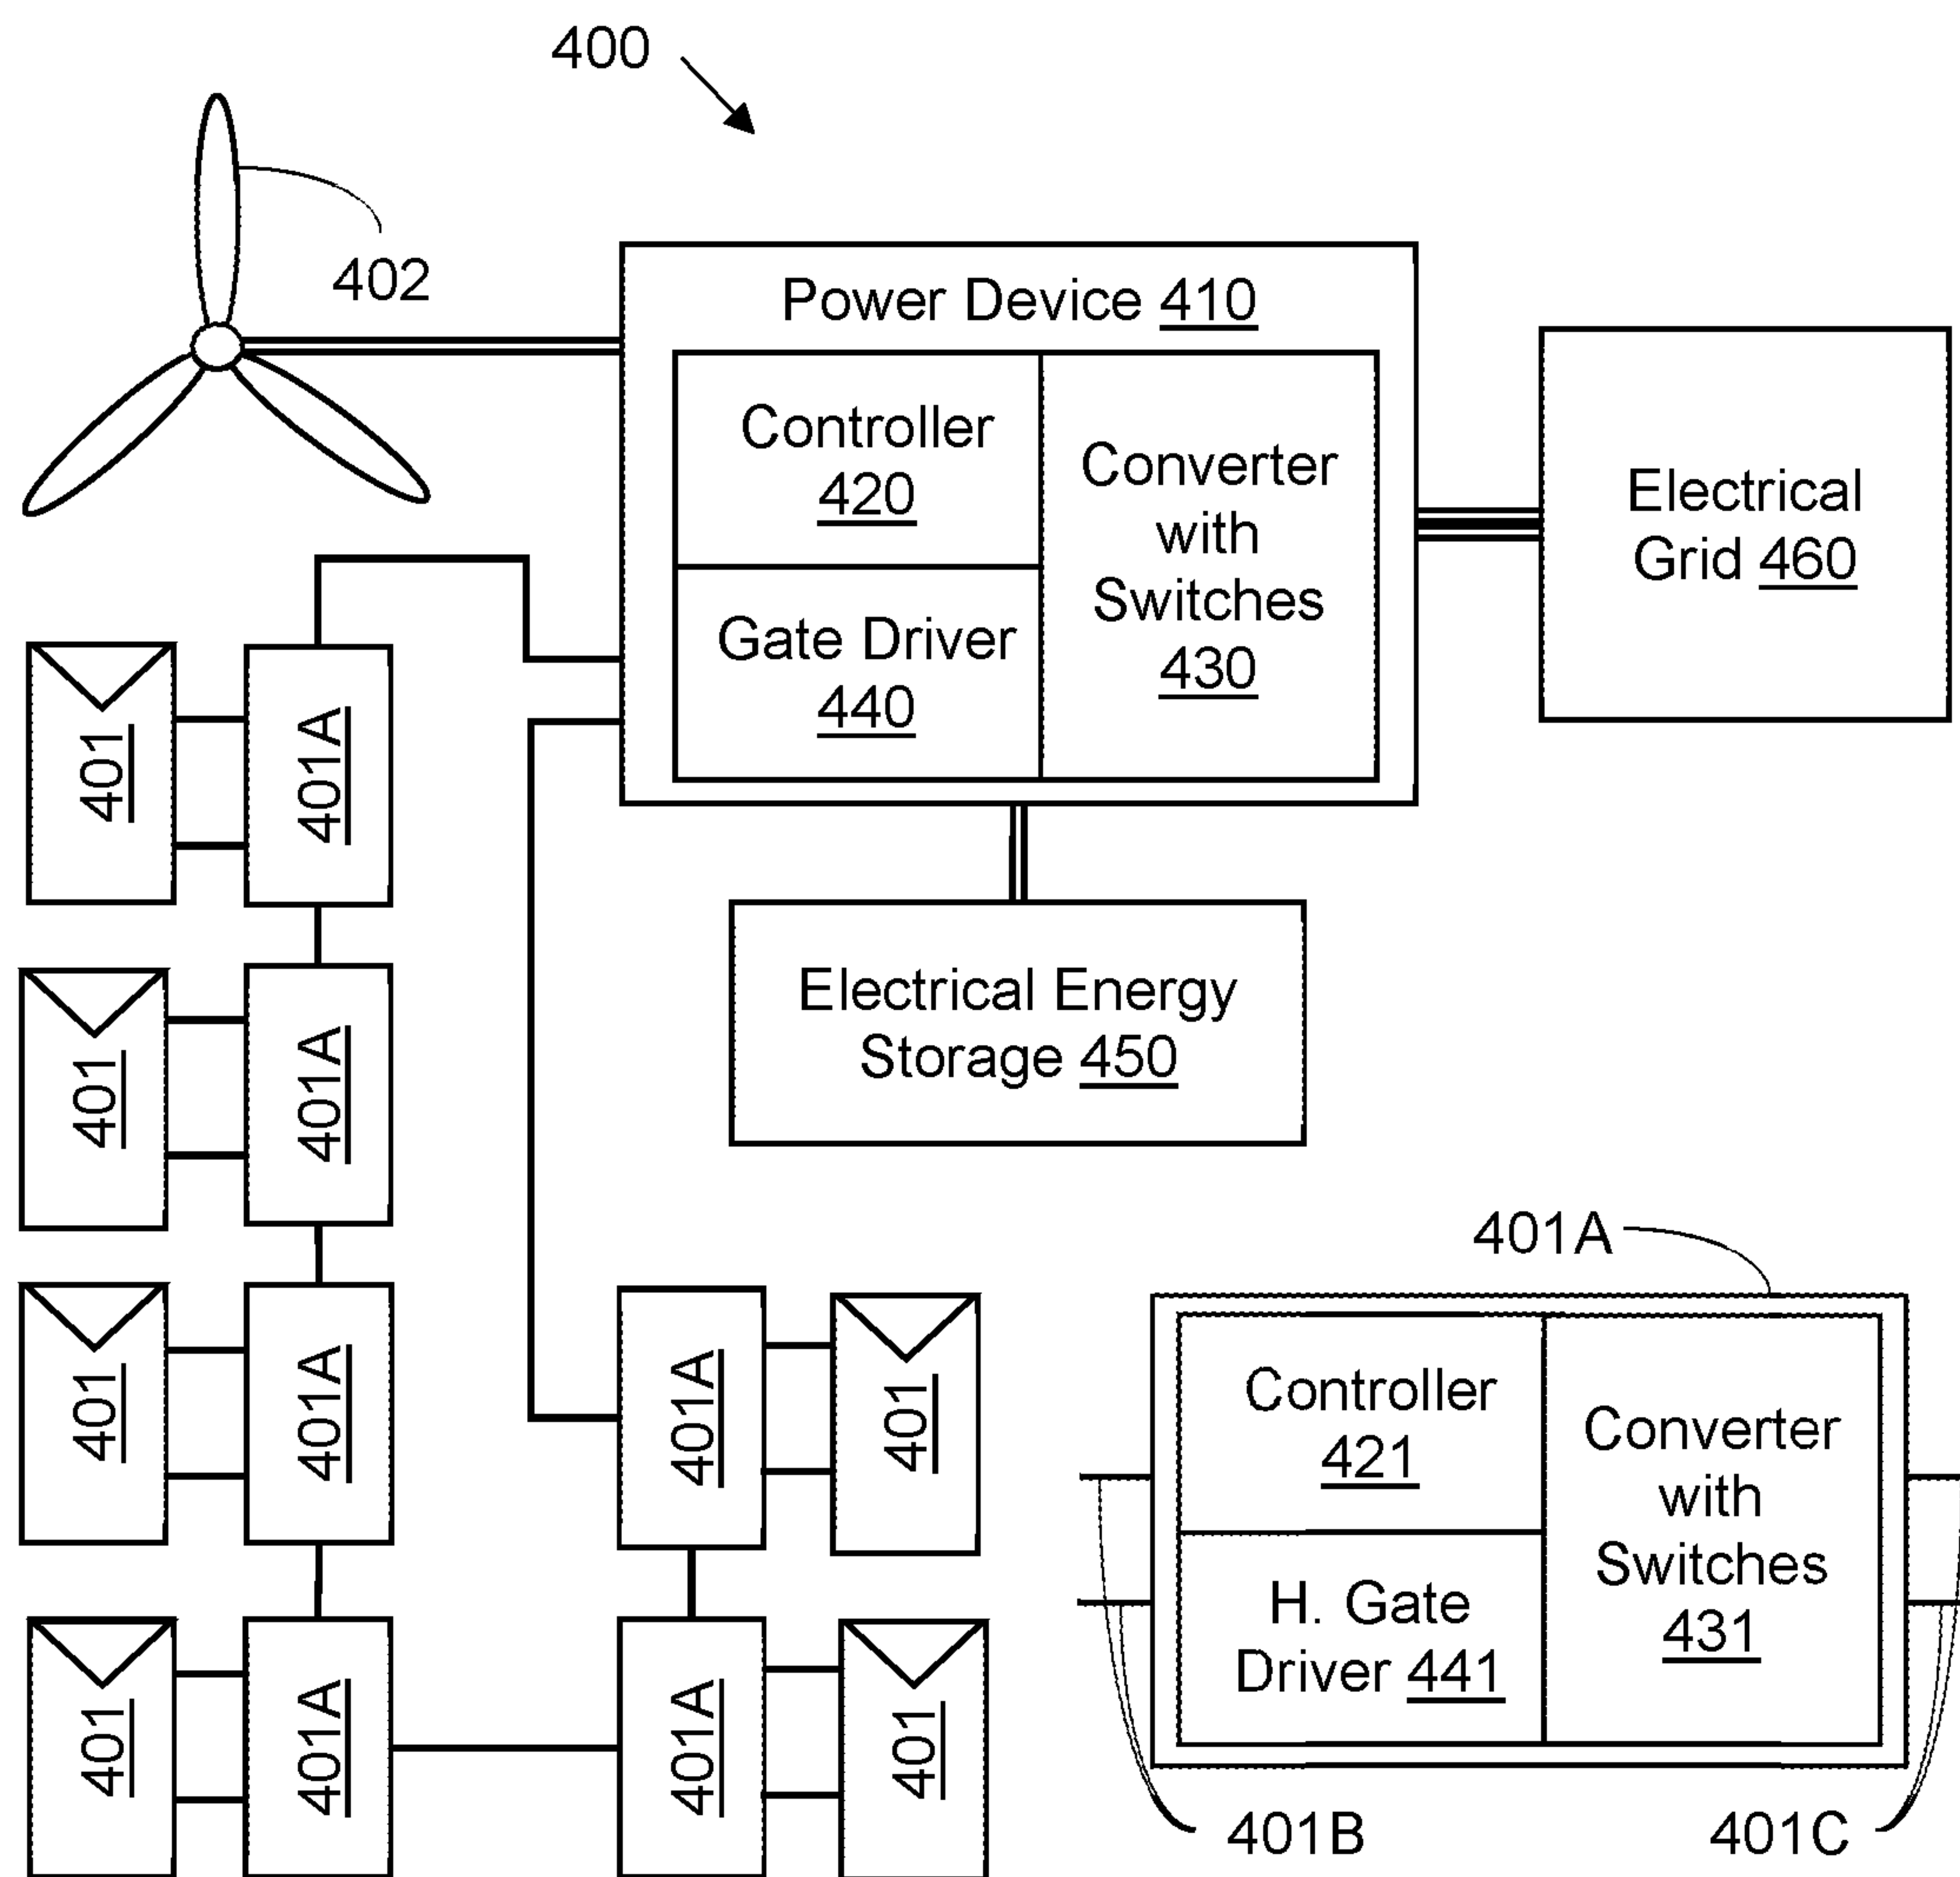 400
402
Power Device 410
Controller
420
Gate Driver
440
Converter
with
Switches
430
Electrical
Grid 460
401
401A
401
401A
Electrical Energy
Storage 450
401
401A
401A
401
401
401A
401A
401
401A
Controller
421
H. Gate
Driver 441
Converter
with
Switches
431
401B
401C